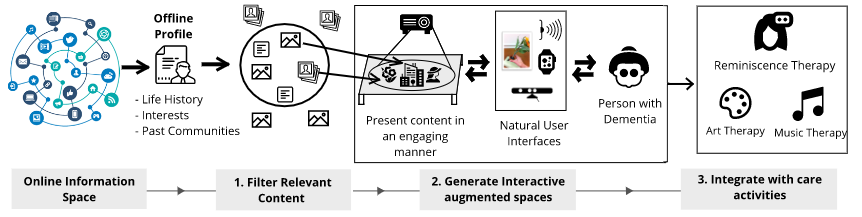 Offline
Profile
- Life History
- Interests
- Past Communities
Present content in
an engaging
manner
Natural User
Interfaces
Person with
Dementia
Reminiscence Therapy
Art Therapy
Music Therapy
Online Information
Space
1. Filter Relevant
Content
2. Generate Interactive
augmented spaces
3. Integrate with care
activities